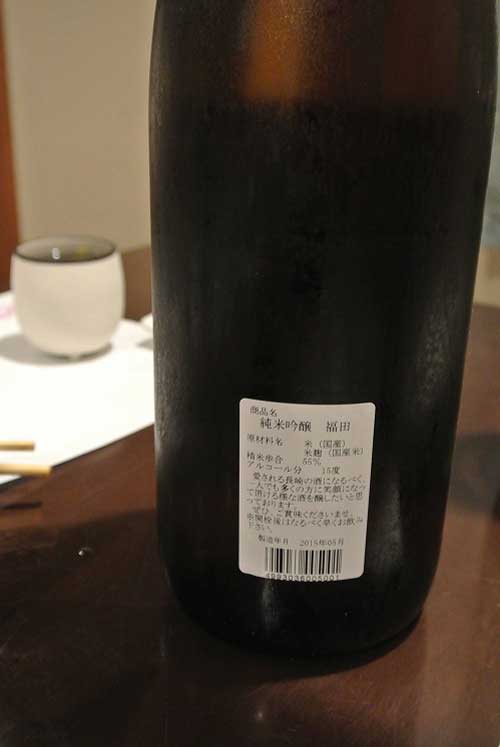 商品名
純米吟醸　福田
原材料名　米（国産）
米麹（国産米）
精米歩合　55％
アルコール分　15度
愛される長崎の酒になるべく、
一人でも多くの方に笑顔になっ
て頂ける様な酒を醸したいと思
っております。
ぜひ、ご賞味くださいませ。
※開栓後はなるべく早くお飲み
下さい。
製造年月　2015年05月